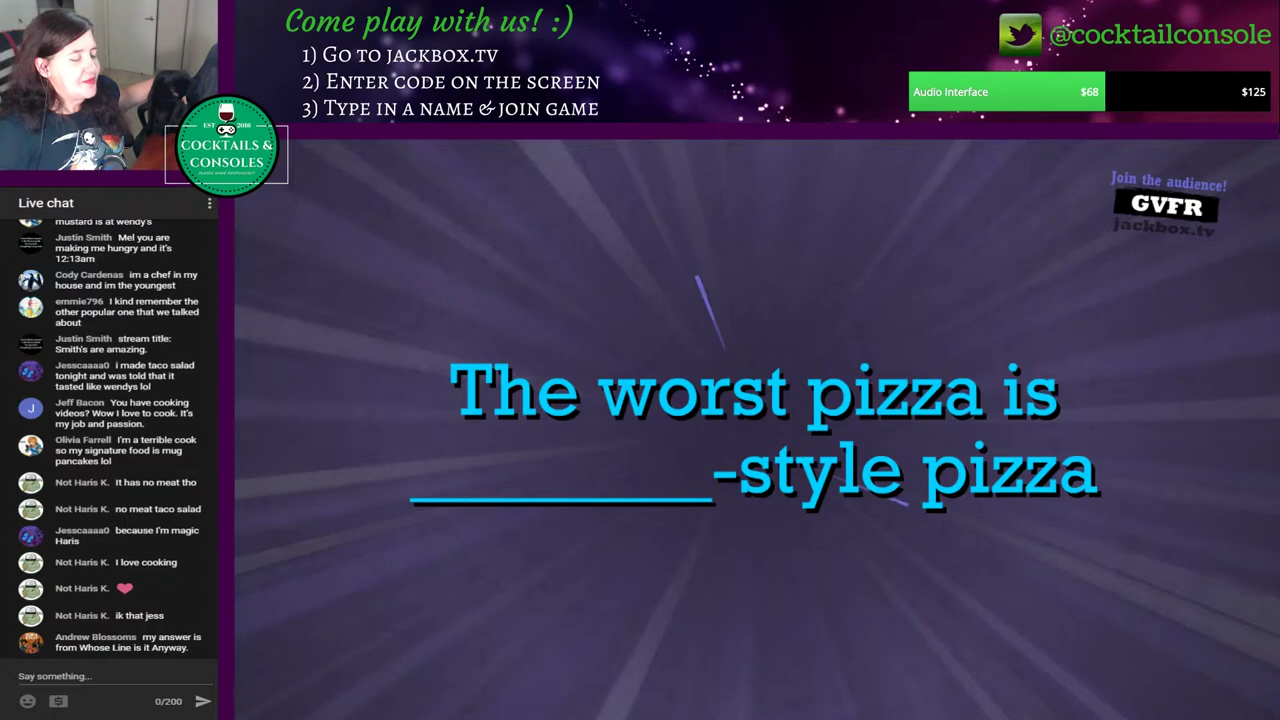 Come play with us! :)
1) Go to jackbox.tv
2) Enter code on the screen
3) Type in a name & join game
@cocktailconsole
Audio Interface $68 $125
EST 2016
COCKTAILS &
CONSOLES
PLEASE GAME RESPONSIBLY
Join the audience!
GVFR
jackbox.tv
The worst pizza is
__________-style pizza
Live chat
mustard is at wendy's
Justin Smith Mel you are
making me hungry and it's
12:13am
Cody Cardenas im a chef in my
house and im the youngest
emmie796 I kind remember the
other popular one that we talked
about
Justin Smith stream title:
Smith's are amazing.
Jesscaaaa0 i made taco salad
tonight and was told that it
tasted like wendys lol
Jeff Bacon You have cooking
videos? Wow I love to cook. It's
my job and passion.
Olivia Farrell I'm a terrible cook
so my signature food is mug
pancakes lol
Not Haris K. It has no meat tho
Not Haris K. no meat taco salad
Jesscaaaa0 because I'm magic
Haris
Not Haris K. I love cooking
Not Haris K. ❤
Not Haris K. ik that jess
Andrew Blossoms my answer is
from Whose Line is it Anyway.
Say something...
0/200